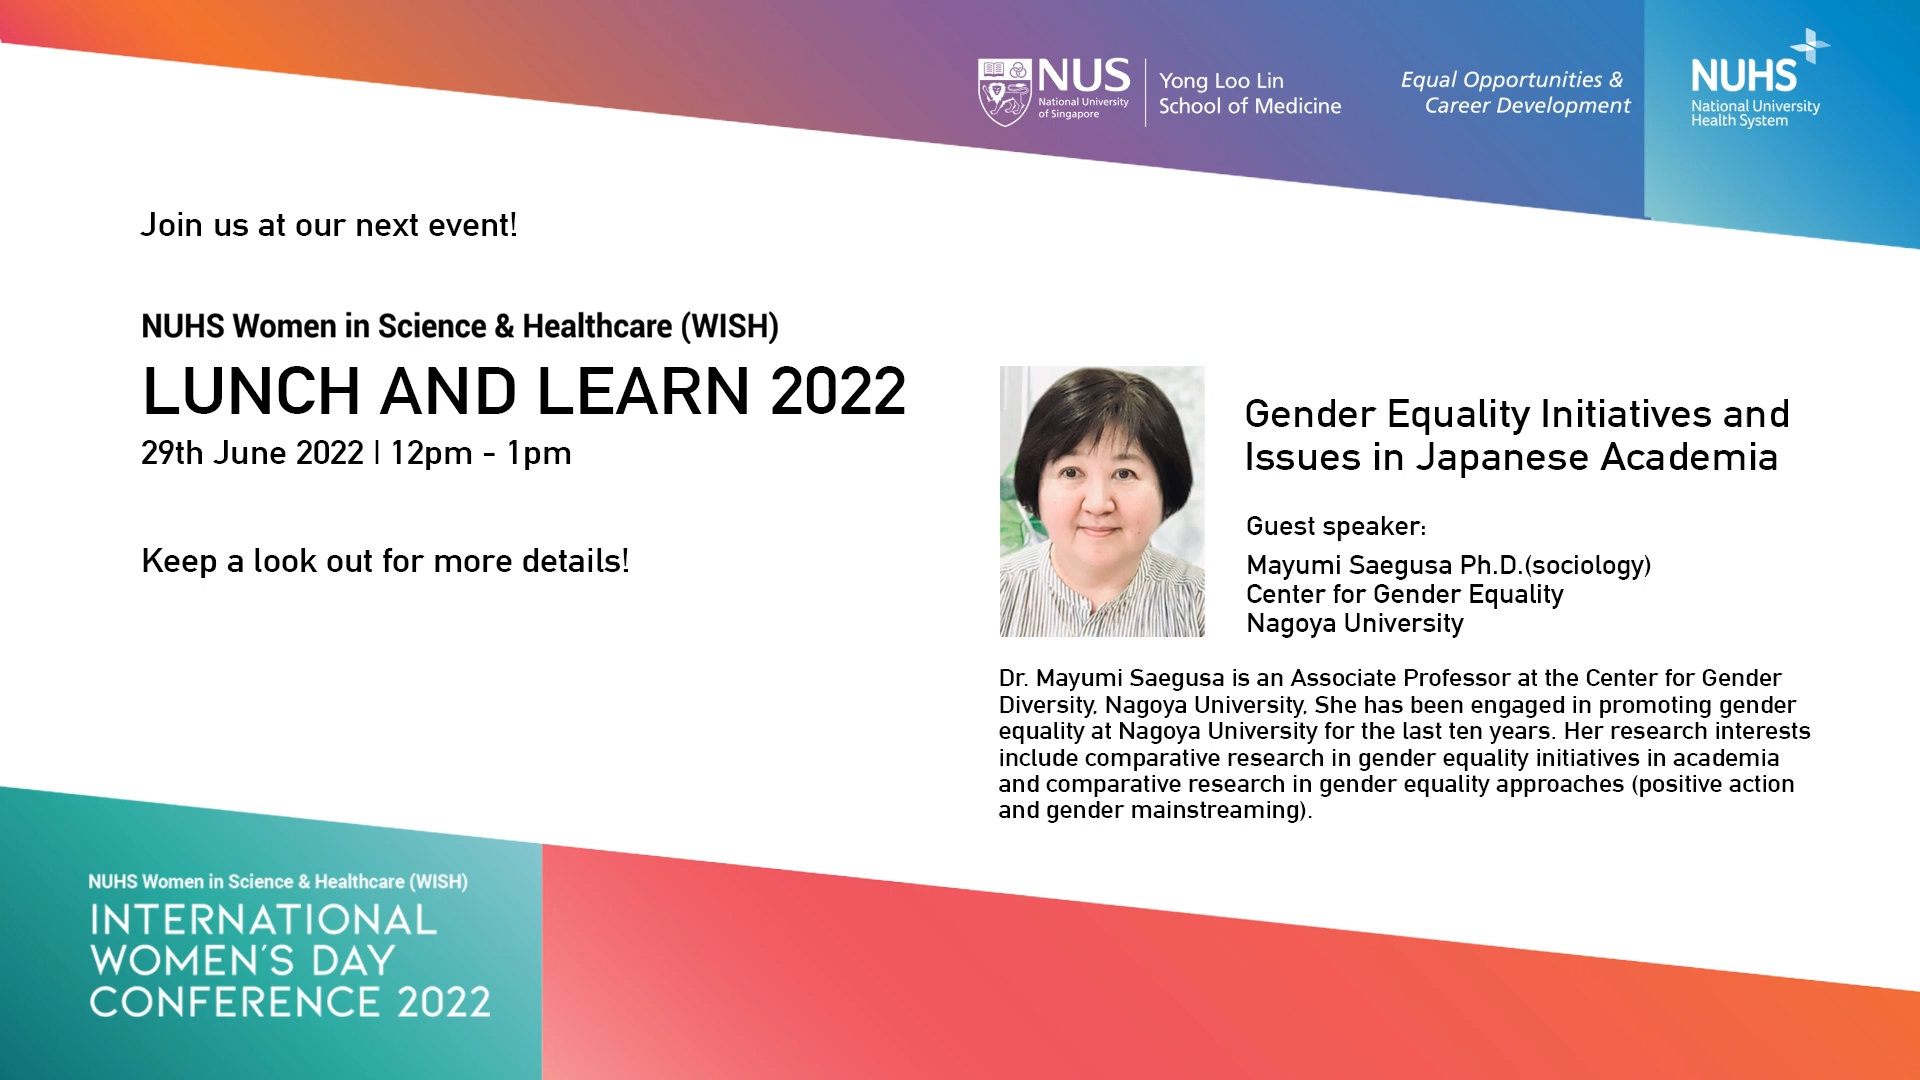 NUS
National University
of Singapore
Yong Loo Lin
School of Medicine
Equal Opportunities &
Career Development
NUHS
National University
Health System
Join us at our next event!
NUHS Women in Science & Healthcare (WISH)
LUNCH AND LEARN 2022
29th June 2022 | 12pm - 1pm
Keep a look out for more details!
Gender Equality Initiatives and
Issues in Japanese Academia
Guest speaker:
Mayumi Saegusa Ph.D.(sociology)
Center for Gender Equality
Nagoya University
Dr. Mayumi Saegusa is an Associate Professor at the Center for Gender
Diversity, Nagoya University, She has been engaged in promoting gender
equality at Nagoya University for the last ten years. Her research interests
include comparative research in gender equality initiatives in academia
and comparative research in gender equality approaches (positive action
and gender mainstreaming).
NUHS Women in Science & Healthcare (WISH)
INTERNATIONAL
WOMEN'S DAY
CONFERENCE 2022